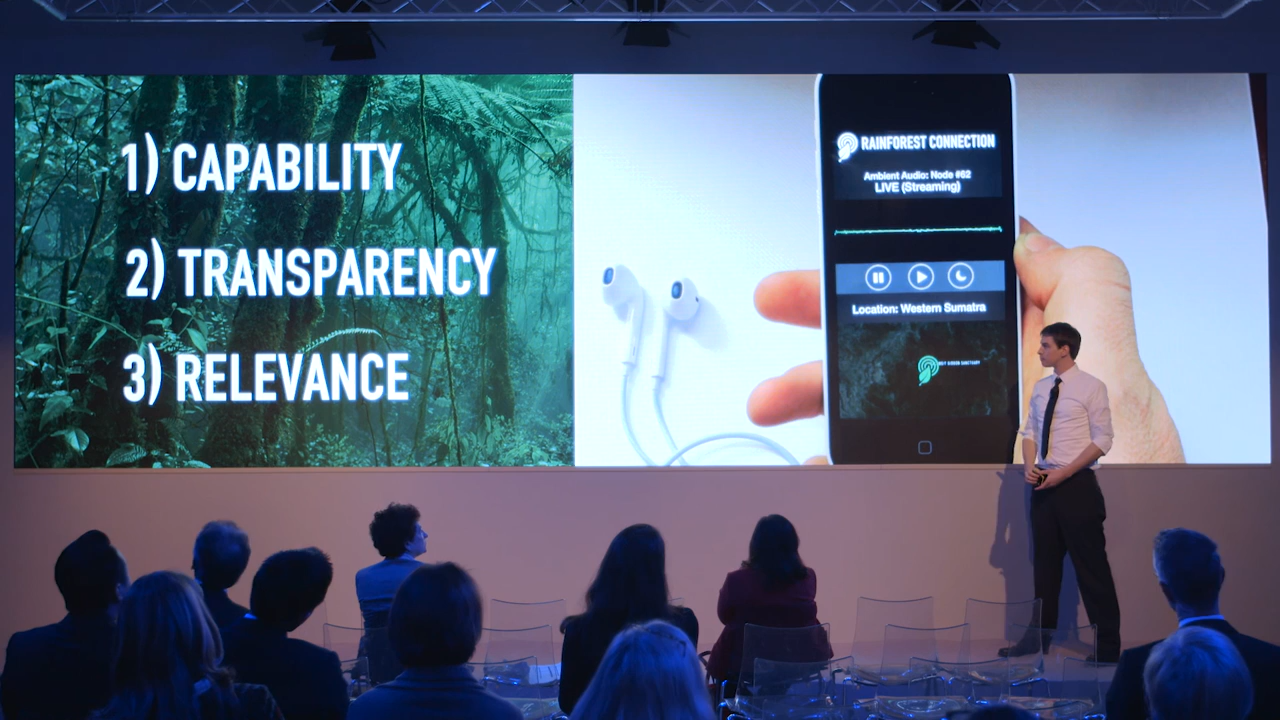 1) CAPABILITY
2) TRANSPARENCY
3) RELEVANCE
RAINFOREST CONNECTION
Ambient Audio: Node #62
LIVE (Streaming)
Location: Western Sumatra